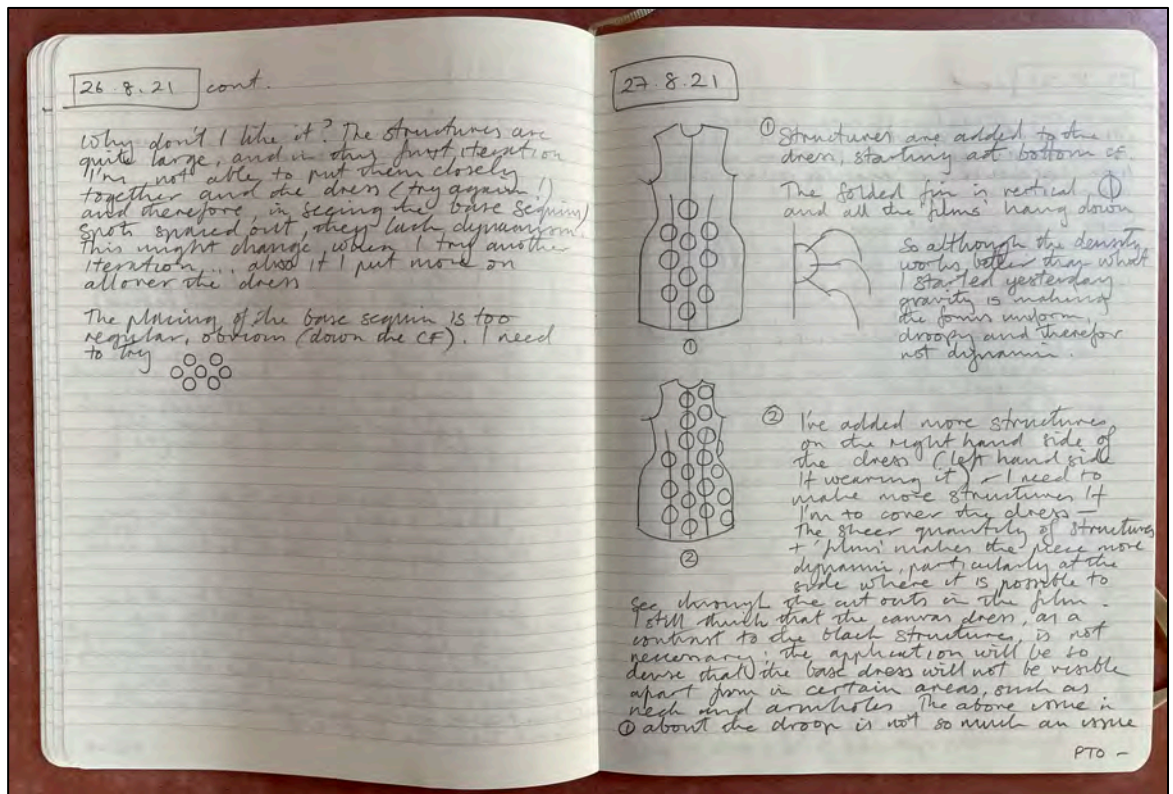 26.8.21 cont.
Why don't I like it? The structures are
quite large, and in this first iteration
I'm not able to put them closely
together and the dress (try again!)
and therefore, in seeing the base sequin
spots spaced out, they lack dynamism.
This might change, when I try another
iteration... also if I put more on
all over the dress
The placing of the base sequin is too
regular, obvious (down the CF). I need
to try
27.8.21
① Structures are added to the
dress, starting at bottom CF.
The folded fin is vertical,
and all the 'films' hang down
So although the density
works better than what
I started yesterday
gravity is making
the forms uniform,
droopy and therefor
not dynamic.
①
② I've added more structures
on the right hand side of
the dress (left hand side
if wearing it) – I need to
make more structures if
I'm to cover the dress –
The sheer quantity of structures
+ 'films' makes the piece more
dynamic, particularly at the
side where it is possible to
②
see through the cut outs in the film.
I still think that the canvas dress, as a
contrast to the black structures, is not
necessary; the application will be so
dense that the base dress will not be visible
apart from in certain areas, such as
neck and armholes. The above issue in
① about the droop is not so much an issue
PTO –